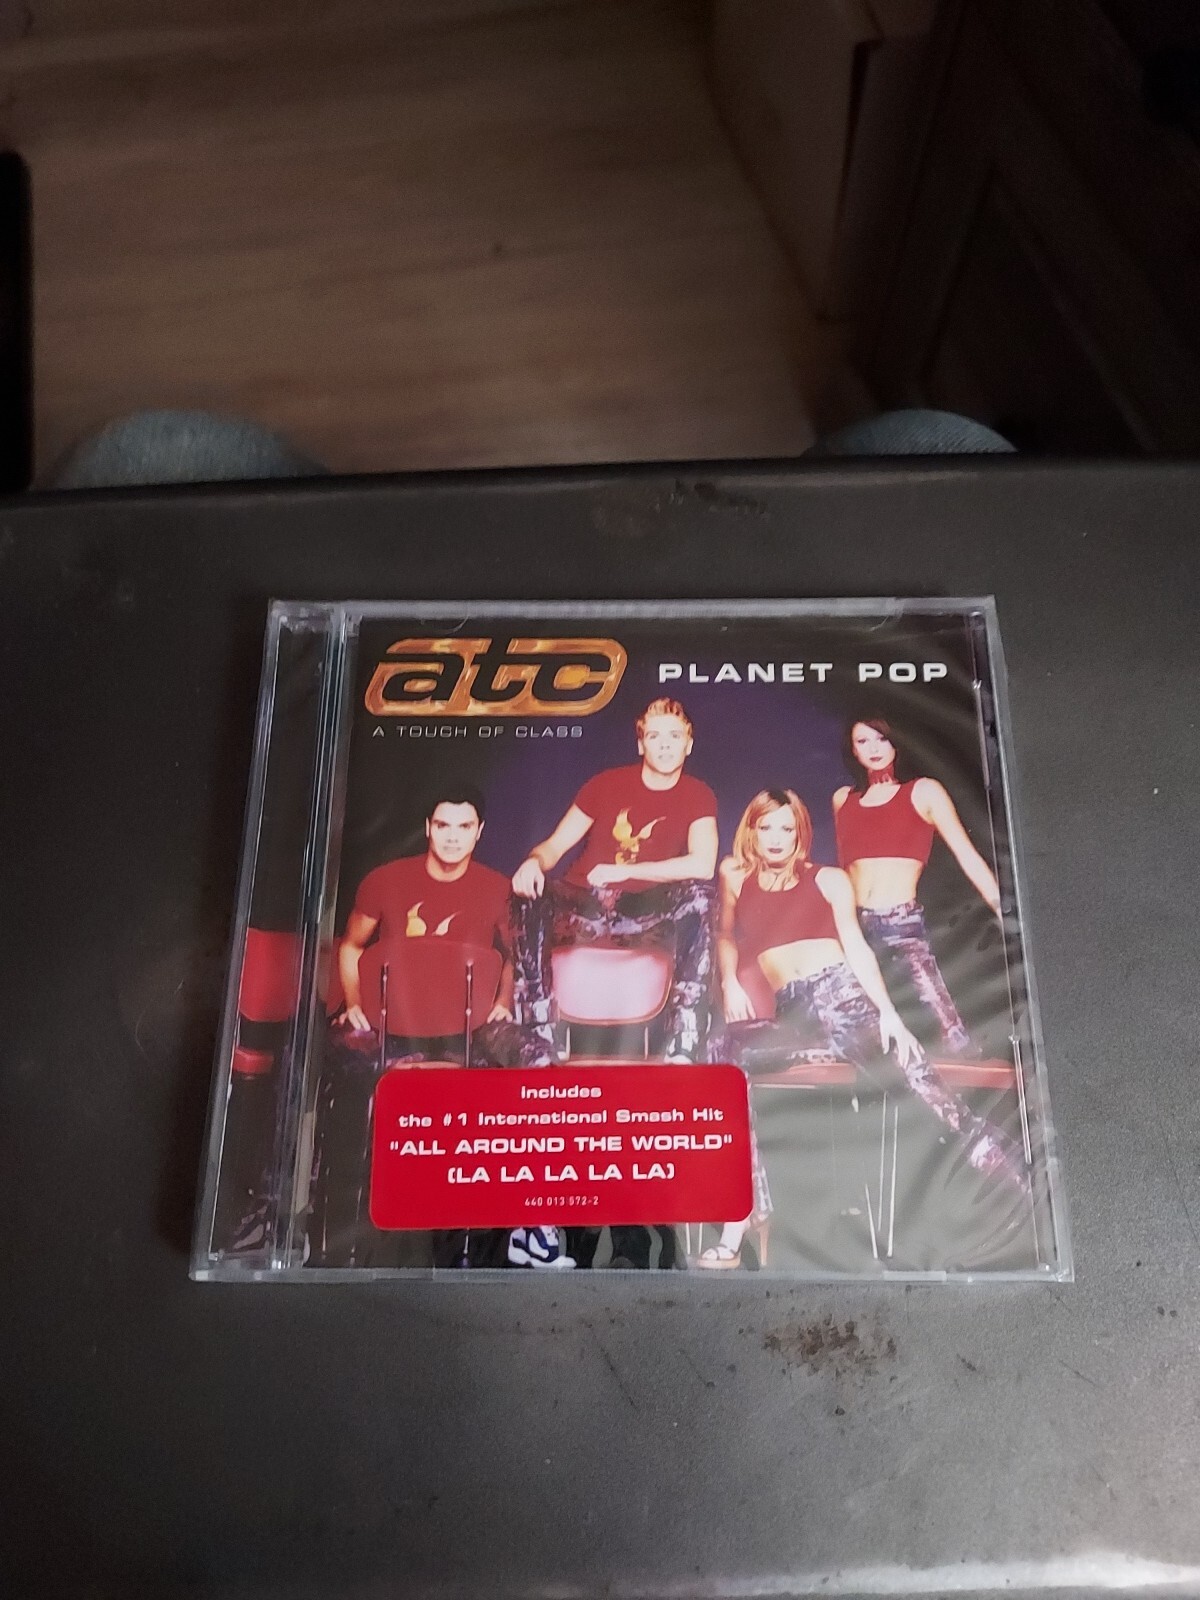 atc
PLANET POP
A TOUCH OF CLASS
includes
the #1 International Smash Hit
"ALL AROUND THE WORLD"
(LA LA LA LA LA)
440 013 572-2